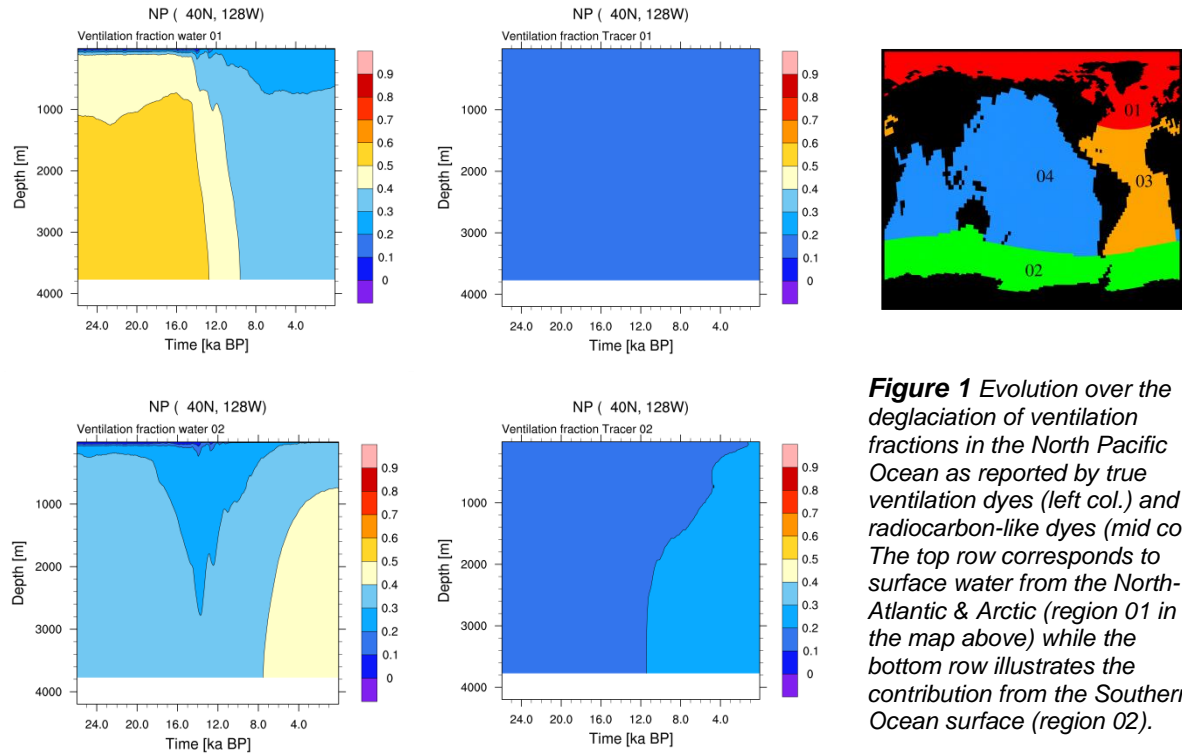 NP ( 40N, 128W)
Ventilation fraction water 01
Depth [m]
1000
2000
3000
4000
24.0 20.0 16.0 12.0 8.0 4.0
Time [ka BP]
0.9
0.8
0.7
0.6
0.5
0.4
0.3
0.2
0.1
0
NP ( 40N, 128W)
Ventilation fraction Tracer 01
Depth [m]
1000
2000
3000
4000
24.0 20.0 16.0 12.0 8.0 4.0
Time [ka BP]
0.9
0.8
0.7
0.6
0.5
0.4
0.3
0.2
0.1
0
01
04
03
02
NP ( 40N, 128W)
Ventilation fraction water 02
Depth [m]
1000
2000
3000
4000
24.0 20.0 16.0 12.0 8.0 4.0
Time [ka BP]
0.9
0.8
0.7
0.6
0.5
0.4
0.3
0.2
0.1
0
NP ( 40N, 128W)
Ventilation fraction Tracer 02
Depth [m]
1000
2000
3000
4000
24.0 20.0 16.0 12.0 8.0 4.0
Time [ka BP]
0.9
0.8
0.7
0.6
0.5
0.4
0.3
0.2
0.1
0
Figure 1 Evolution over the
deglaciation of ventilation
fractions in the North Pacific
Ocean as reported by true
ventilation dyes (left col.) and
radiocarbon-like dyes (mid co
The top row corresponds to
surface water from the North-
Atlantic & Arctic (region 01 in
the map above) while the
bottom row illustrates the
contribution from the Southern
Ocean surface (region 02).